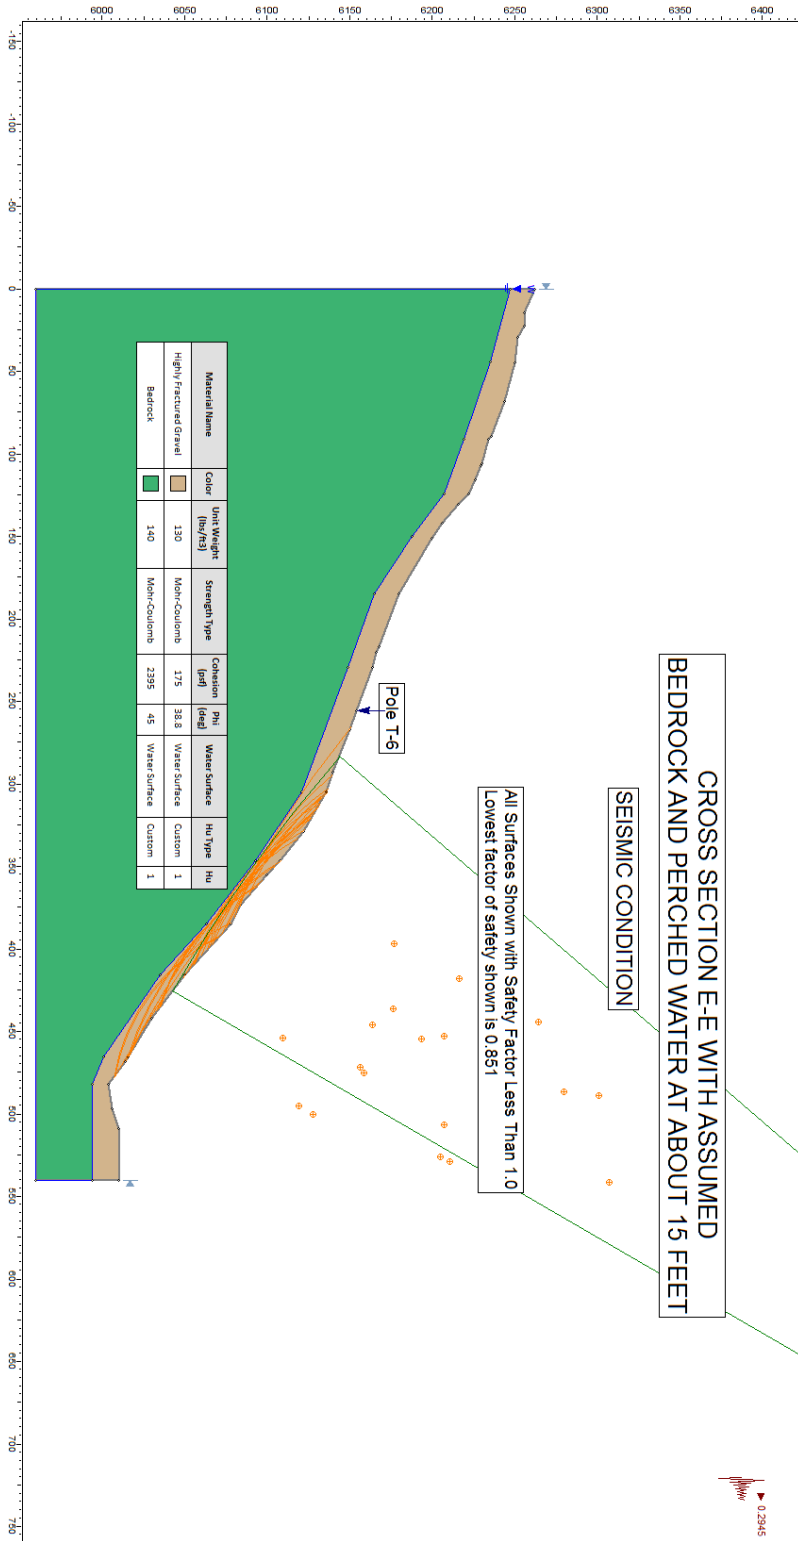 CROSS SECTION E-E WITH ASSUMED
BEDROCK AND PERCHED WATER AT ABOUT 15 FEET
SEISMIC CONDITION
All Surfaces Shown with Safety Factor Less Than 1.0
Lowest factor of safety shown is 0.851
0.2945
Pole T-6
W
Material Name Color Unit Weight (lbs/ft3) Strength Type Cohesion (psf) Phi (deg) Water Surface Hu Type Hu
Highly Fractured Gravel 130 Mohr-Coulomb 175 38.8 Water Surface Custom 1
Bedrock 140 Mohr-Coulomb 2395 45 Water Surface Custom 1
6400
6350
6300
6250
6200
6150
6100
6050
6000
-150 -100 -50 0 50 100 150 200 250 300 350 400 450 500 550 600 650 700 750